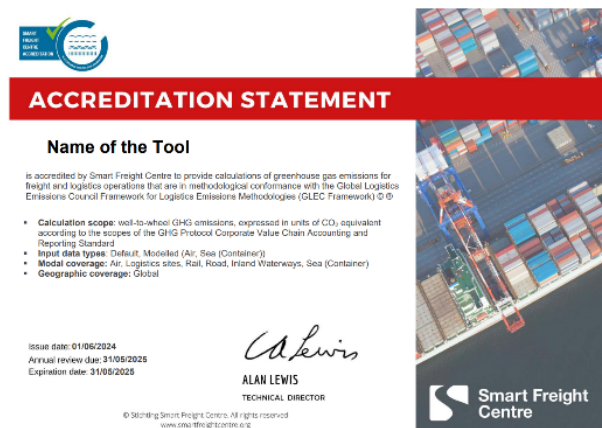 SMART
FREIGHT
CENTRE
ACCREDITATION
ACCREDITATION STATEMENT
Name of the Tool
is accredited by Smart Freight Centre to provide calculations of greenhouse gas emissions for
freight and logistics operations that are in methodological conformance with the Global Logistics
Emissions Council Framework for Logistics Emissions Methodologies (GLEC Framework) © ®
• Calculation scope: well-to-wheel GHG emissions, expressed in units of CO₂ equivalent
according to the scopes of the GHG Protocol Corporate Value Chain Accounting and
Reporting Standard
• Input data types: Default, Modelled (Air, Sea (Container))
• Modal coverage: Air, Logistics sites, Rail, Road, Inland Waterways, Sea (Container)
• Geographic coverage: Global
Issue date: 01/06/2024
Annual review due: 31/05/2025
Expiration date: 31/05/2025
CA Lewis
ALAN LEWIS
TECHNICAL DIRECTOR
© Stichting Smart Freight Centre. All rights reserved
www.smartfreightcentre.org
Smart Freight
Centre